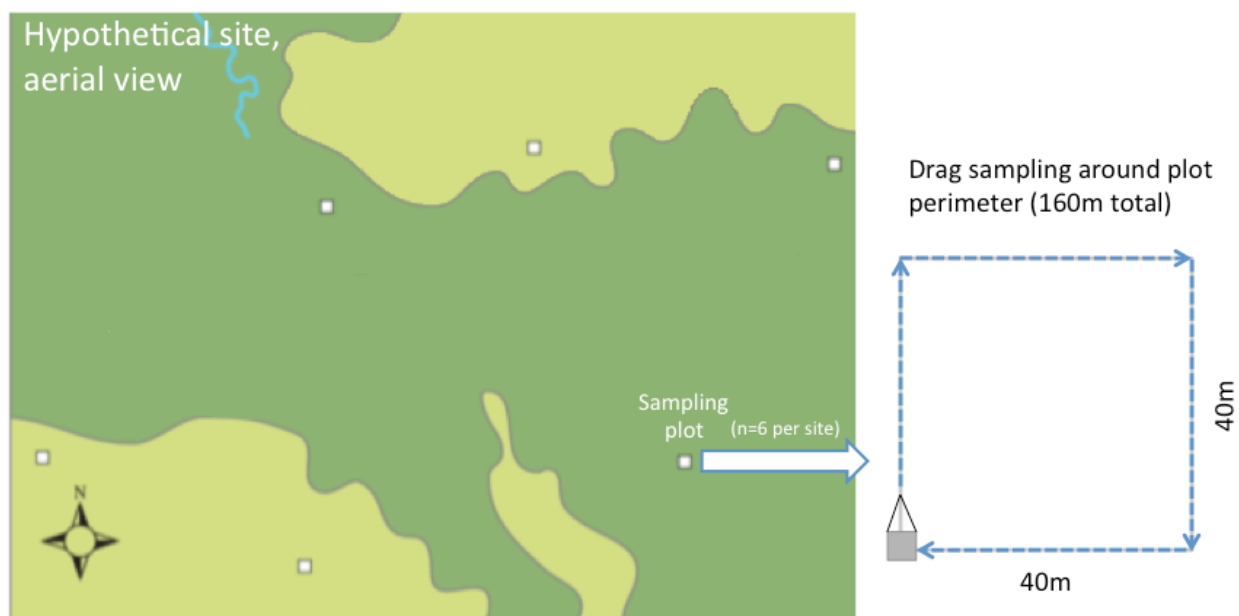 Hypothetical site,
aerial view
Drag sampling around plot
perimeter (160m total)
Sampling
plot
(n=6 per site)
40m
N
40m